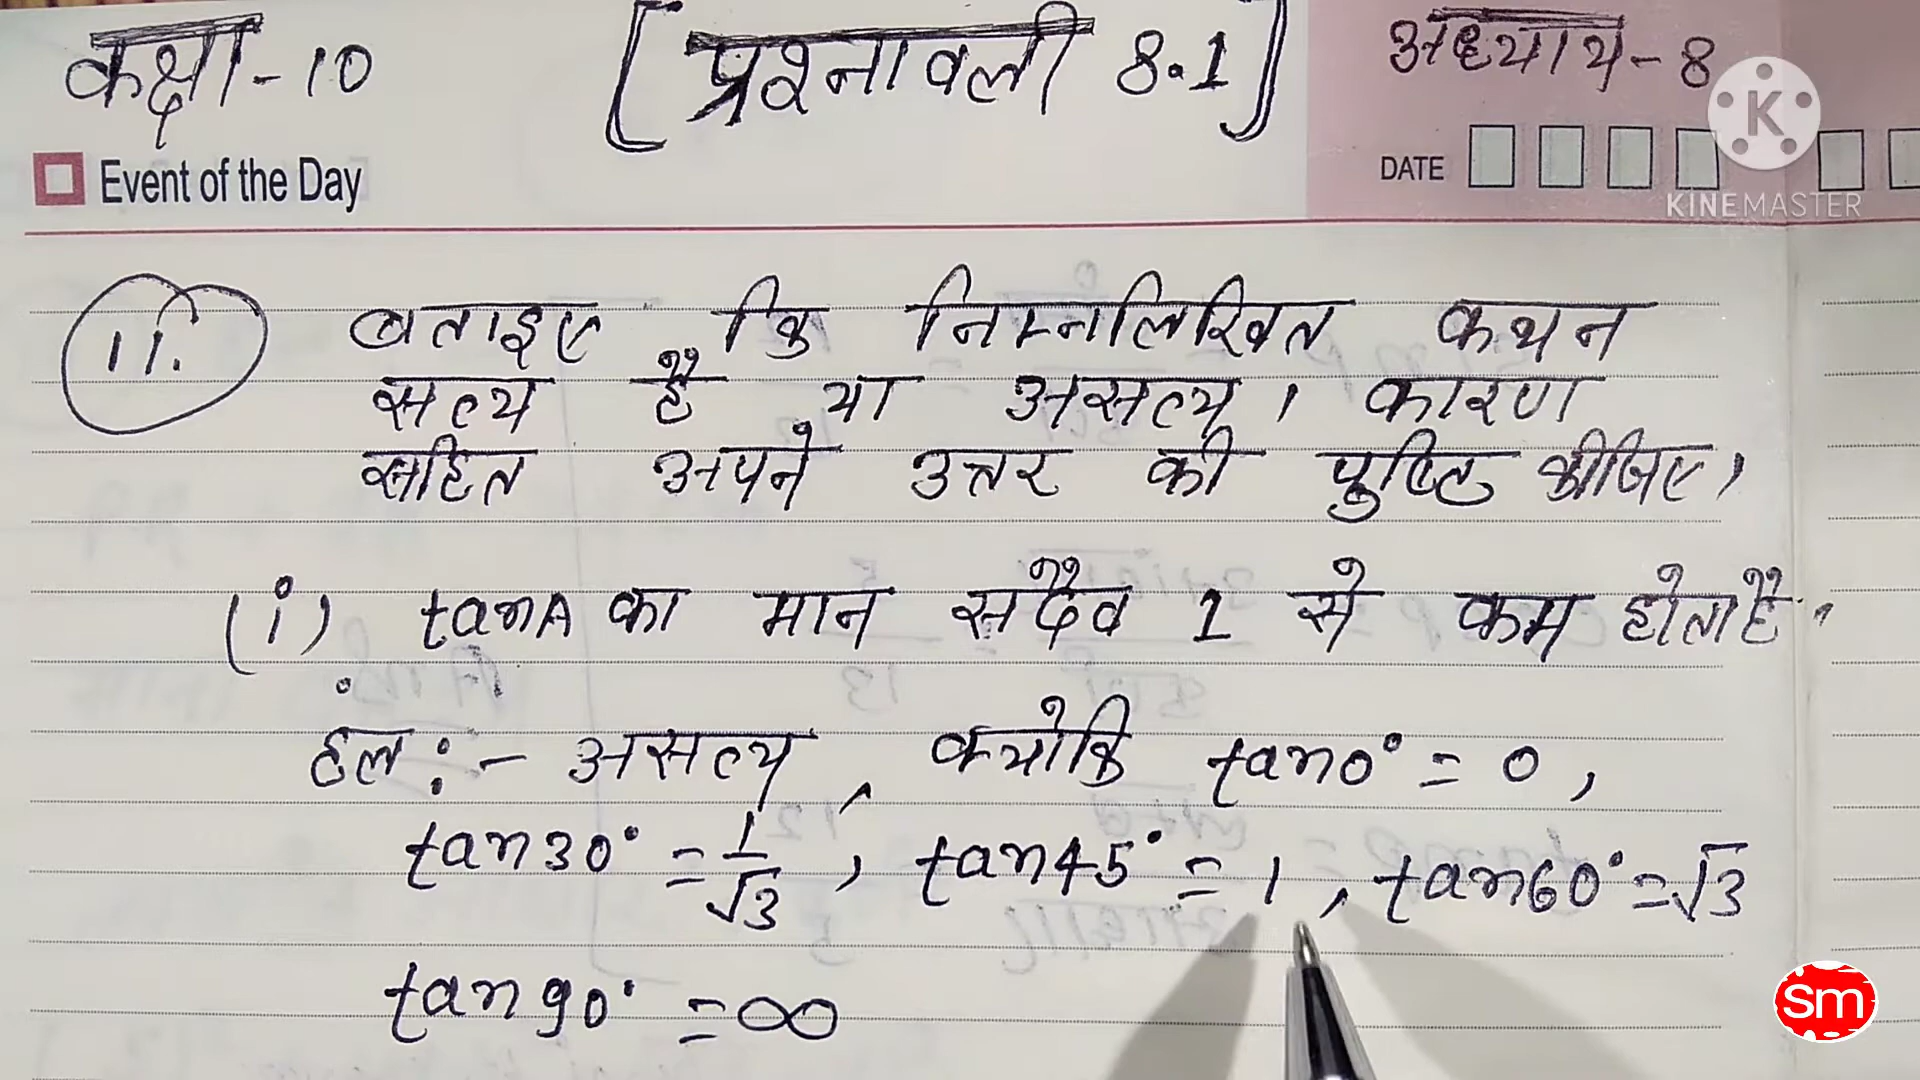 कक्षा-10 [प्रश्नावली 8.1] अध्याय-8
Event of the Day
DATE
KINEMASTER
11. बताइए कि निम्नलिखित कथन
सत्य है या असत्य। कारण
सहित अपने उत्तर की पुष्टि कीजिए।
(i) tanA का मान सदैव 1 से कम होता है।
हल:- असत्य, क्योकि tan0° = 0,
tan30° = 1/√3, tan45° = 1, tan60° = √3
tan90° = ∞
Sm